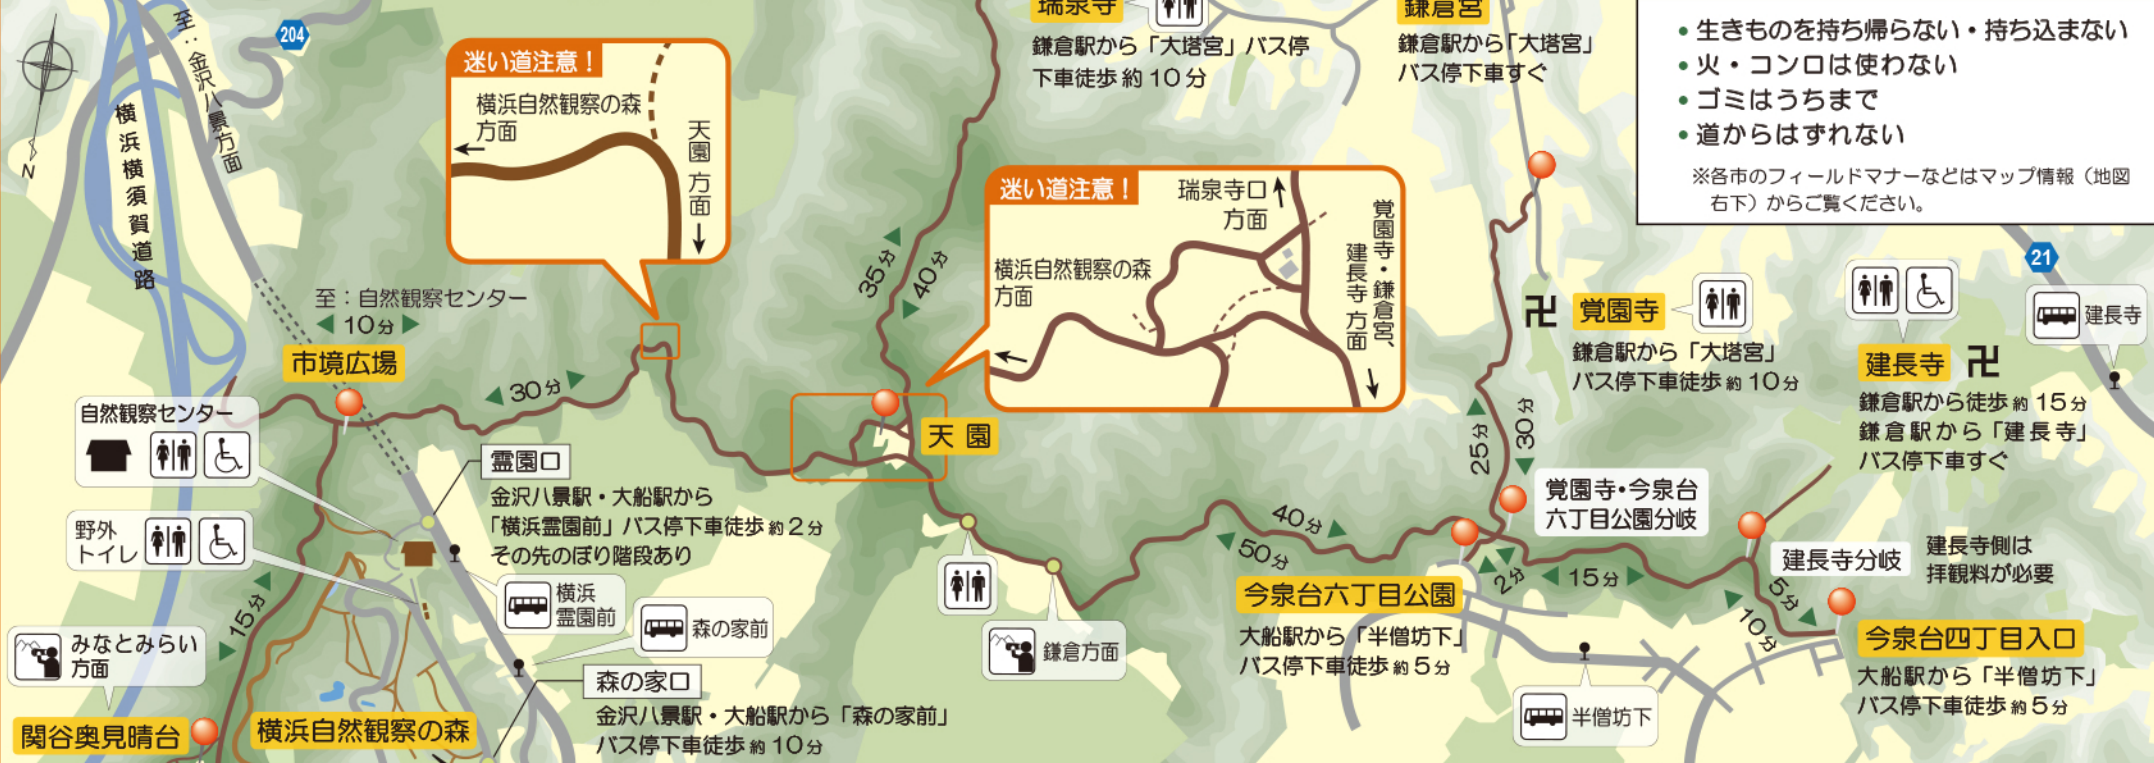 至：金沢八景方面
204
横浜横須賀道路
N
迷い道注意！
横浜自然観察の森
方面
天園 方面
瑞泉寺
鎌倉駅から「大塔宮」バス停
下車徒歩 約 10 分
鎌倉宮
鎌倉駅から「大塔宮」
バス停下車すぐ
• 生きものを持ち帰らない・持ち込まない
• 火・コンロは使わない
• ゴミはうちまで
• 道からはずれない
※各市のフィールドマナーなどはマップ情報（地図
右下）からご覧ください。
迷い道注意！
瑞泉寺口
方面
横浜自然観察の森
方面
覚園寺・鎌倉宮、
建長寺 方面
35分
40分
至：自然観察センター
10分
市境広場
30分
天園
自然観察センター
野外
トイレ
霊園口
金沢八景駅・大船駅から
「横浜霊園前」バス停下車徒歩 約 2 分
その先のぼり階段あり
横浜
霊園前
森の家前
森の家口
金沢八景駅・大船駅から「森の家前」
バス停下車徒歩 約 10 分
15分
みなとみらい
方面
関谷奥見晴台
横浜自然観察の森
鎌倉方面
40分
50分
25分
30分
卍
覚園寺
鎌倉駅から「大塔宮」
バス停下車徒歩 約 10 分
21
建長寺
建長寺
卍
鎌倉駅から徒歩 約 15 分
鎌倉駅から「建長寺」
バス停下車すぐ
覚園寺・今泉台
六丁目公園分岐
2分
15分
建長寺分岐
建長寺側は
拝観料が必要
5分
10分
今泉台六丁目公園
大船駅から「半僧坊下」
バス停下車徒歩 約 5 分
半僧坊下
今泉台四丁目入口
大船駅から「半僧坊下」
バス停下車徒歩 約 5 分